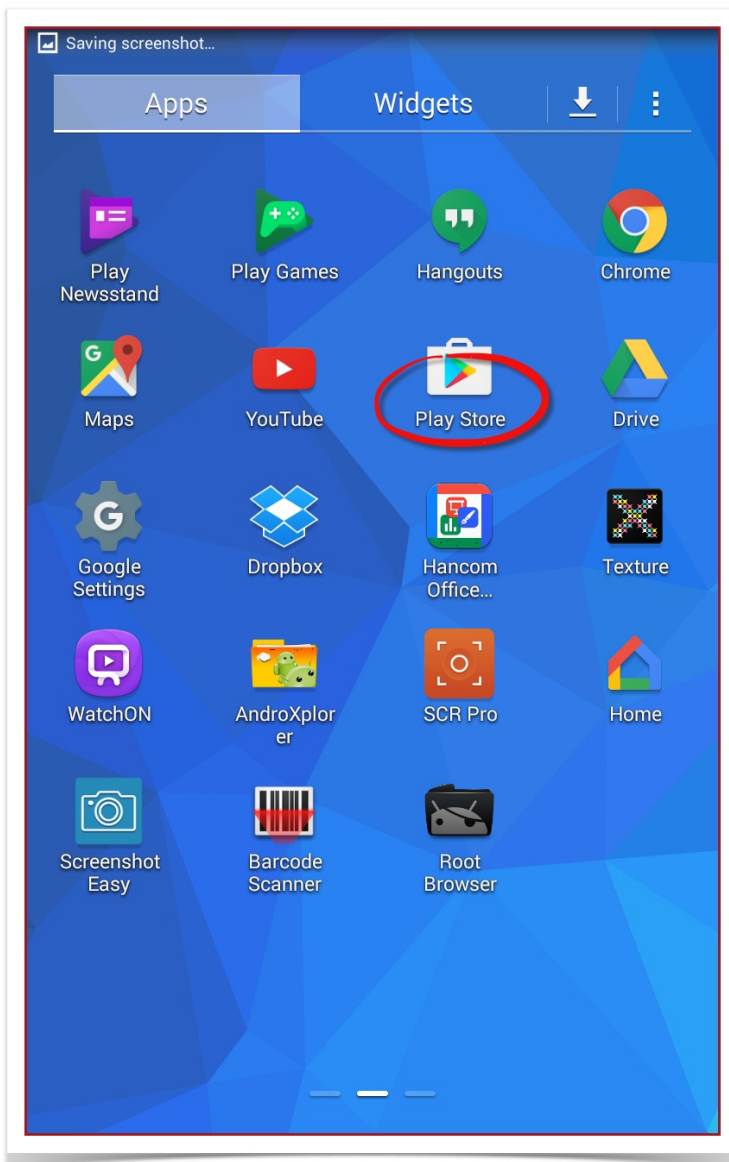 Saving screenshot...
Apps
Widgets
Play
Newsstand
Play Games
Hangouts
Chrome
G
Maps
YouTube
Play Store
Drive
G
Google
Settings
Dropbox
Hancom
Office...
Texture
WatchON
AndroXplor
er
SCR Pro
Home
Screenshot
Easy
Barcode
Scanner
Root
Browser